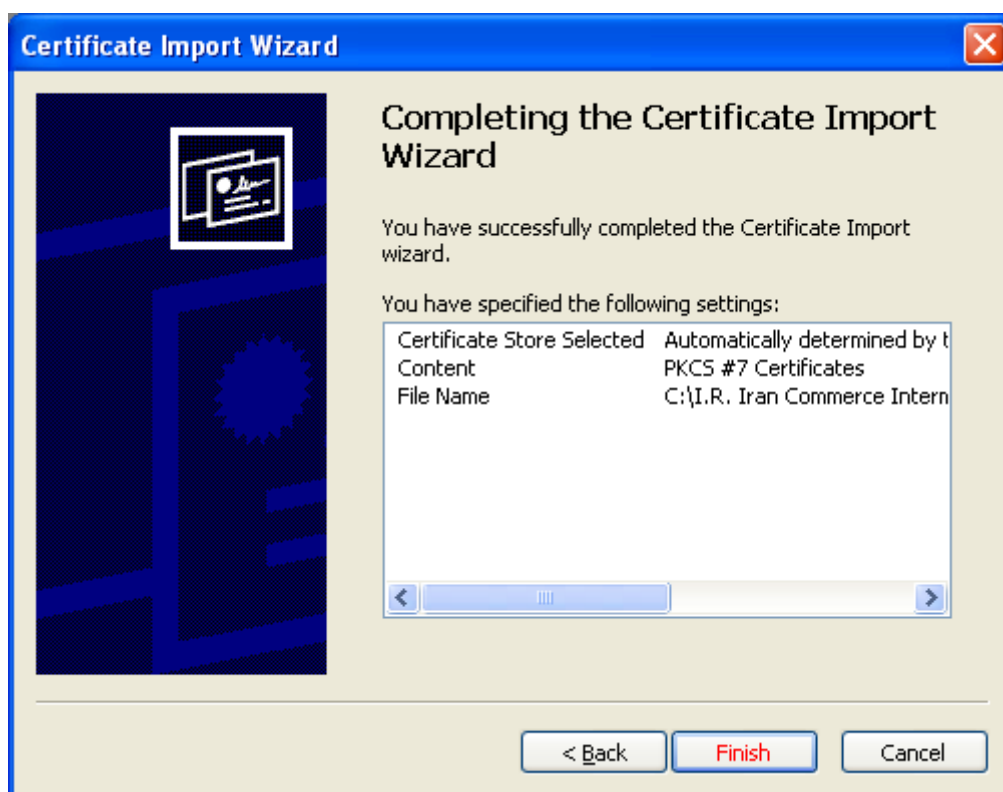 Certificate Import Wizard
Completing the Certificate Import
Wizard
You have successfully completed the Certificate Import
wizard.
You have specified the following settings:
Certificate Store Selected Automatically determined by t
Content PKCS #7 Certificates
File Name C:\I.R. Iran Commerce Intern
< Back Finish Cancel